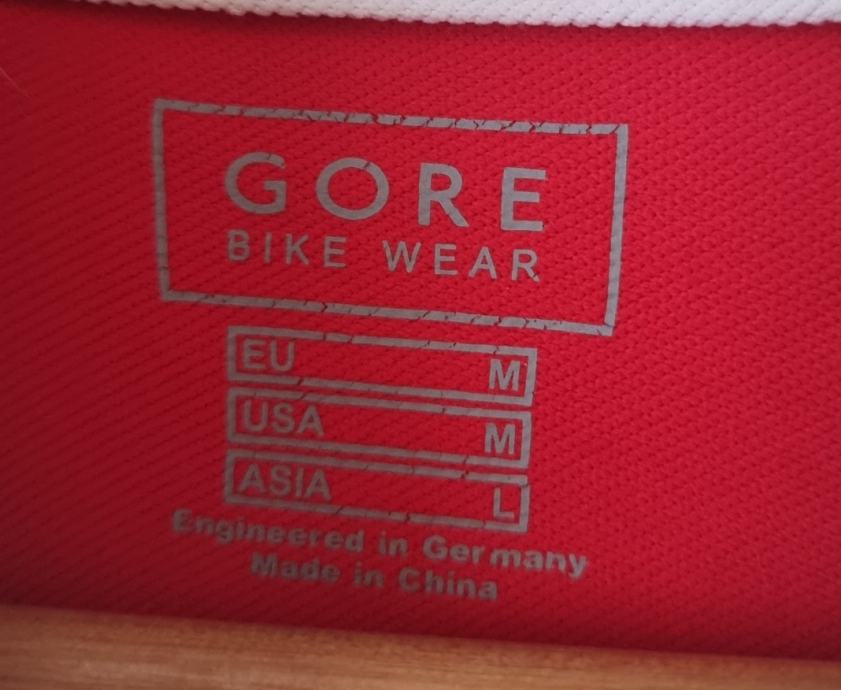 GORE
BIKE WEAR
EU M
USA M
ASIA L
Engineered in Germany
Made in China